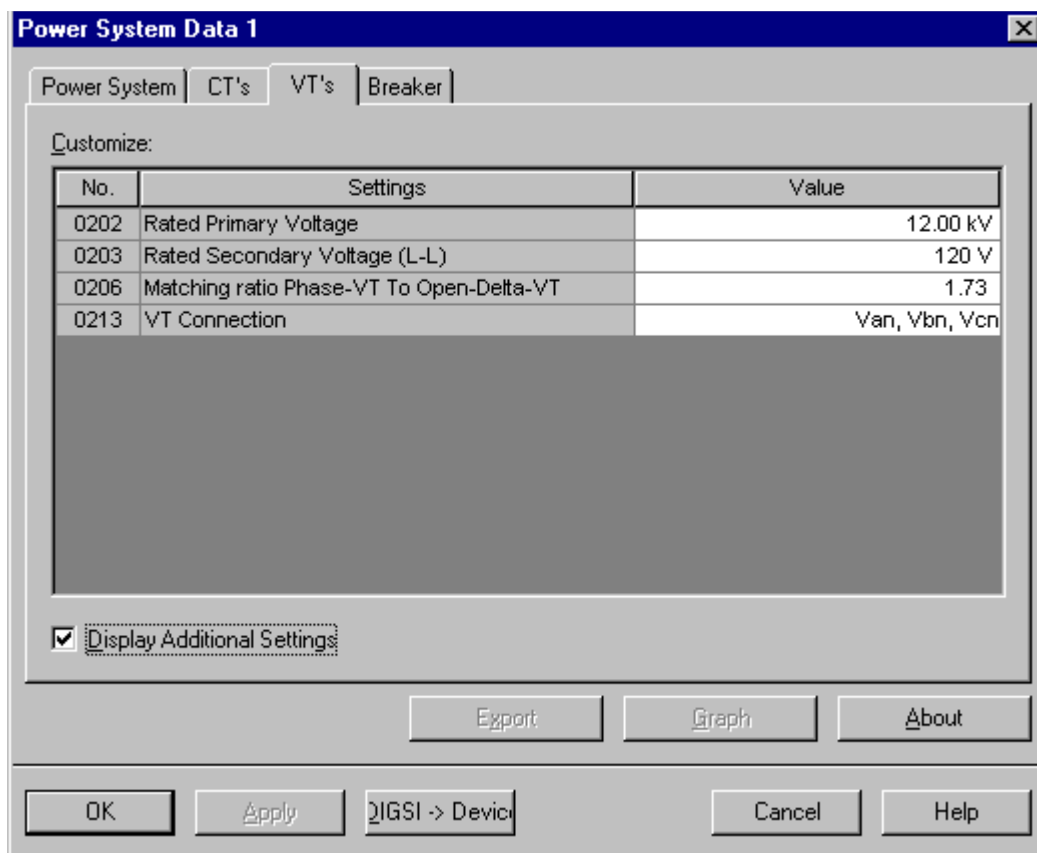 Power System Data 1
Power System CT's VT's Breaker
Customize:
No. Settings Value
0202 Rated Primary Voltage 12.00 kV
0203 Rated Secondary Voltage (L-L) 120 V
0206 Matching ratio Phase-VT To Open-Delta-VT 1.73
0213 VT Connection Van, Vbn, Vcn
Display Additional Settings
Export Graph About
OK Apply DIGSI -> Devic Cancel Help